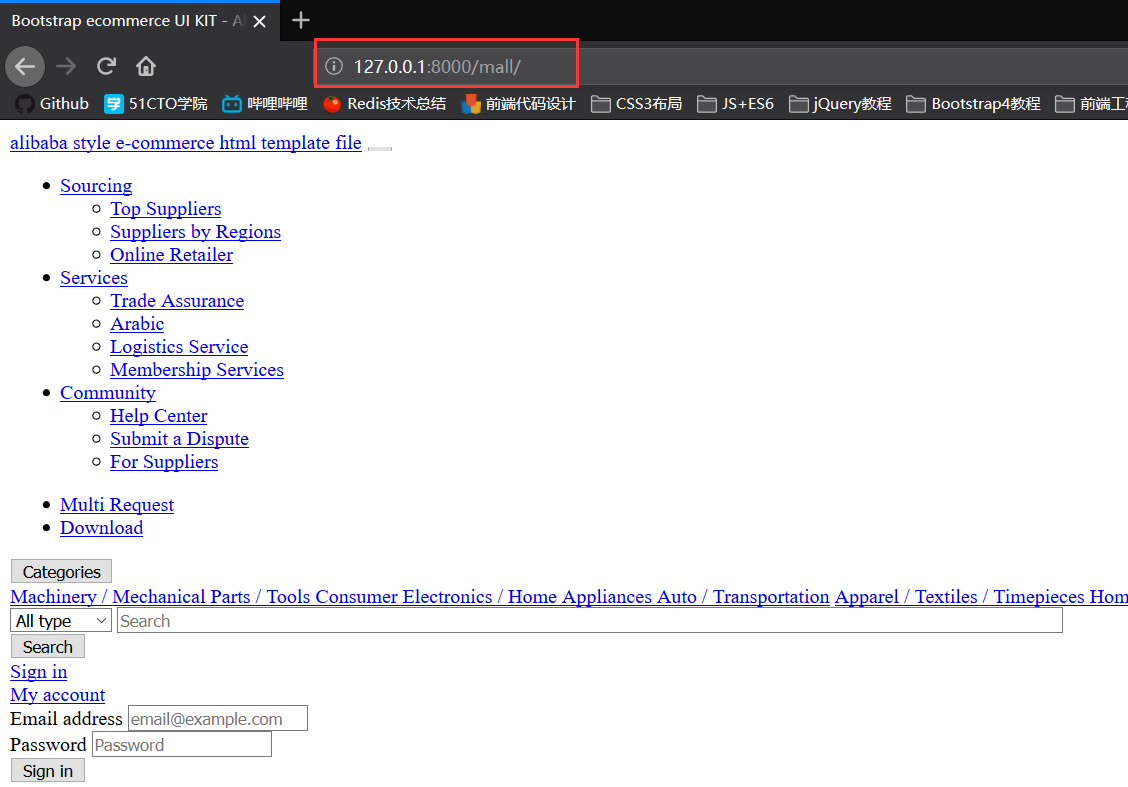 Bootstrap ecommerce UI KIT - Al
127.0.0.1:8000/mall/
Github 51CTO学院 哔哩哔哩 Redis技术总结 前端代码设计 CSS3布局 JS+ES6 jQuery教程 Bootstrap4教程 前端工程
alibaba style e-commerce html template file
Sourcing
Top Suppliers
Suppliers by Regions
Online Retailer
Services
Trade Assurance
Arabic
Logistics Service
Membership Services
Community
Help Center
Submit a Dispute
For Suppliers
Multi Request
Download
Categories
Machinery / Mechanical Parts / Tools Consumer Electronics / Home Appliances Auto / Transportation Apparel / Textiles / Timepieces Hom
All type Search
Search
Sign in
My account
Email address email@example.com
Password Password
Sign in